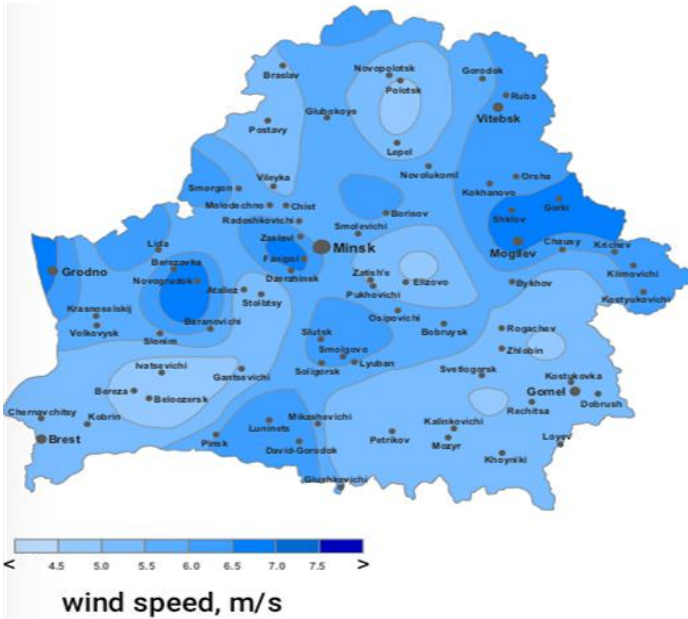 Braslav
Novopolotsk
Polotsk
Gorodok
Ruba
Vitebsk
Glubokoye
Postavy
Lepel
Novolukoml
Orsha
Kokhanovo
Vileyka
Smorgon
Molodechno
Chist
Radoshkovichi
Borisov
Smolevichi
Shklov
Gorki
Zaslavl
Minsk
Mogilev
Chausy
Krichev
Lida
Fanipol
Klimovichi
Berezovka
Grodno
Dzerzhinsk
Zatish'e
Novogrudok
Elizovo
Bykhov
Pukhovichi
Kostyukovichi
Ataliez
Stolbtsy
Krasnoselskij
Osipovichi
Volkovysk
Baranovichi
Bobruysk
Rogachev
Slonim
Slutsk
Smolgovo
Zhlobin
Soligorsk
Lyuban
Ivatsevichi
Gantsevichi
Svetlogorsk
Kostukovka
Bereza
Beloozersk
Gomel
Dobrush
Rechitsa
Chernovchitsy
Kobrin
Mikashevichi
Luninets
Kalinkovichi
Brest
Pinsk
David-Gorodok
Petrikov
Mozyr
Loyev
Khoyniki
Glushkevichi
< 4.5 5.0 5.5 6.0 6.5 7.0 7.5 >
wind speed, m/s